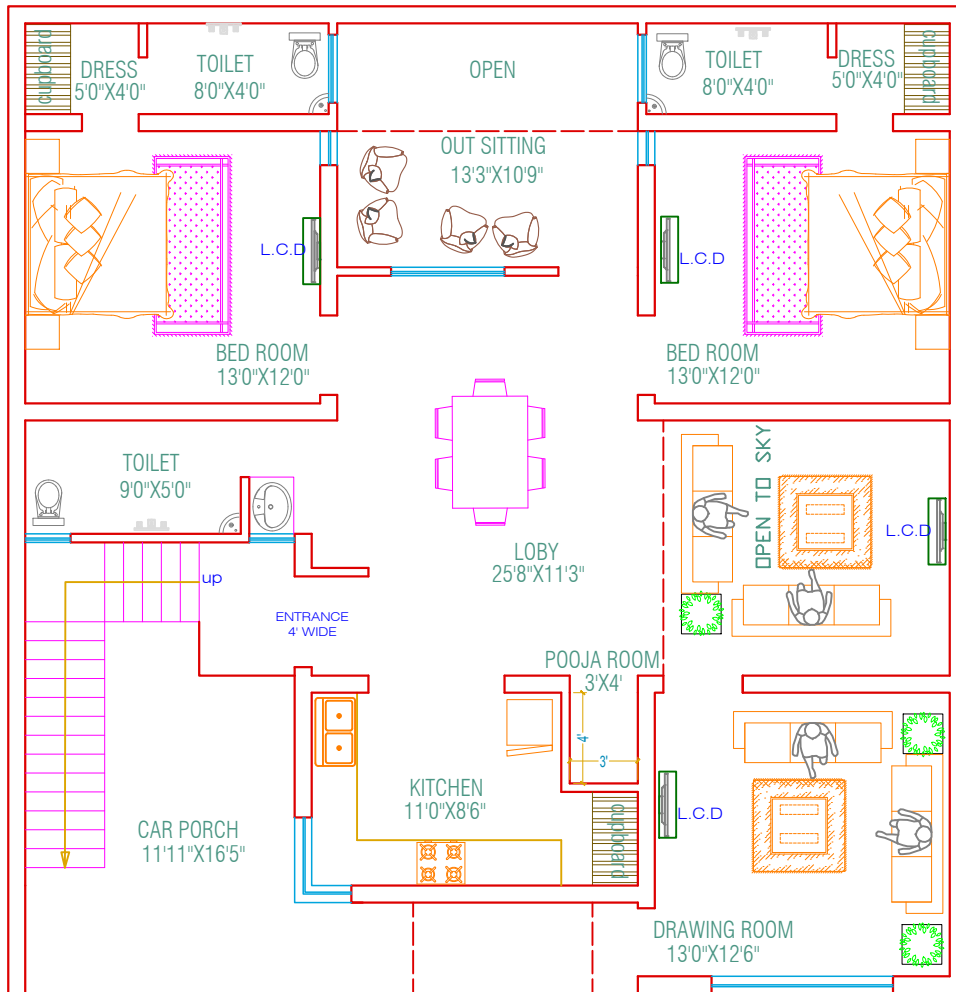 cupboard
DRESS
5'0"X4'0"
TOILET
8'0"X4'0"
OPEN
TOILET
8'0"X4'0"
DRESS
5'0"X4'0"
cupboard
OUT SITTING
13'3"X10'9"
L.C.D
L.C.D
BED ROOM
13'0"X12'0"
BED ROOM
13'0"X12'0"
TOILET
9'0"X5'0"
OPEN TO SKY
L.C.D
LOBY
25'8"X11'3"
up
ENTRANCE
4' WIDE
POOJA ROOM
3'X4'
4'
3'
KITCHEN
11'0"X8'6"
cupboard
L.C.D
CAR PORCH
11'11"X16'5"
DRAWING ROOM
13'0"X12'6"